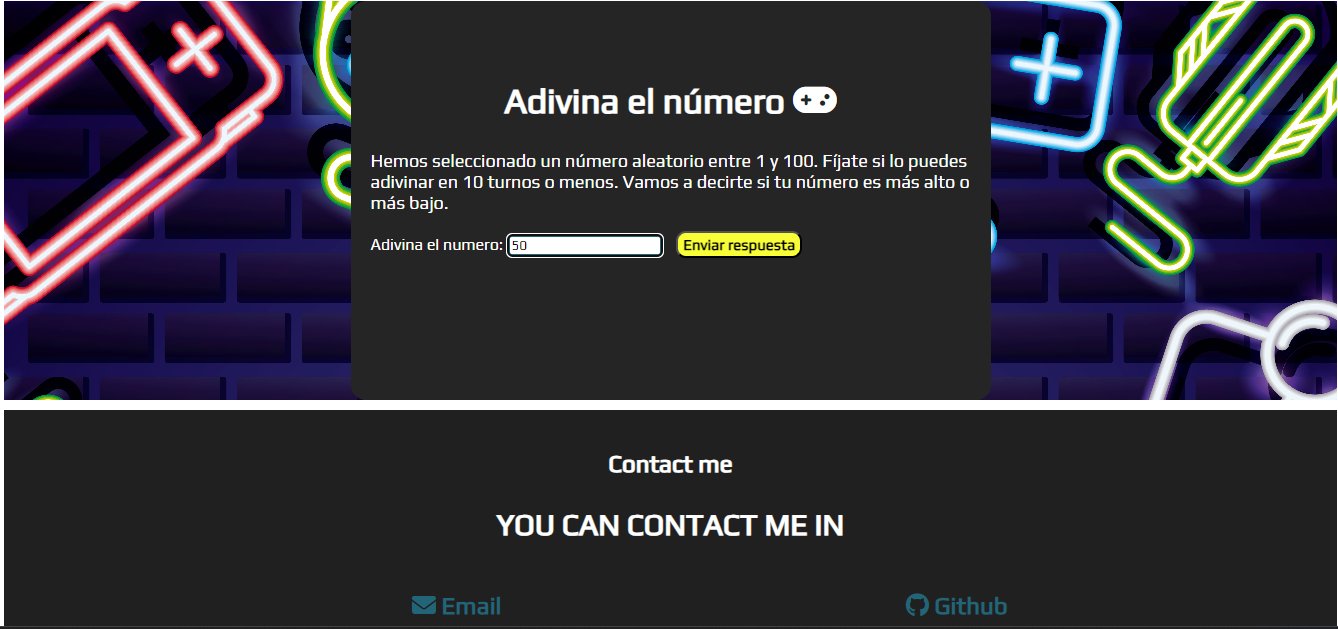 Adivina el número
Hemos seleccionado un número aleatorio entre 1 y 100. Fíjate si lo puedes
adivinar en 10 turnos o menos. Vamos a decirte si tu número es más alto o
más bajo.
Adivina el numero: 50 Enviar respuesta
Contact me
YOU CAN CONTACT ME IN
Email Github